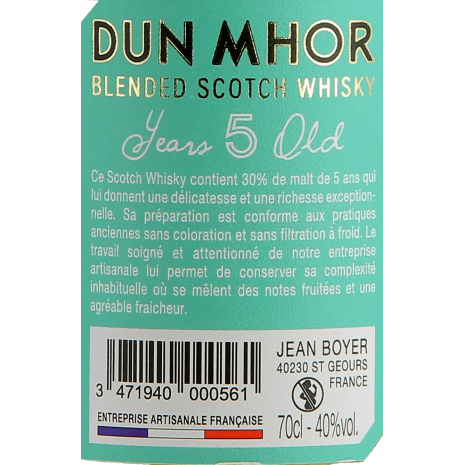 DUN MHOR
BLENDED SCOTCH WHISKY
Years 5 Old
Ce Scotch Whisky contient 30% de malt de 5 ans qui
lui donnent une délicatesse et une richesse exception-
nelle. Sa préparation est conforme aux pratiques
anciennes sans coloration et sans filtration à froid. Le
travail soigné et attentionné de notre entreprise
artisanale lui permet de conserver sa complexité
inhabituelle où se mêlent des notes fruitées et une
agréable fraicheur.
3 471940 000561
ENTREPRISE ARTISANALE FRANÇAISE
JEAN BOYER
40230 ST GEOURS
FRANCE
70cl - 40%vol.